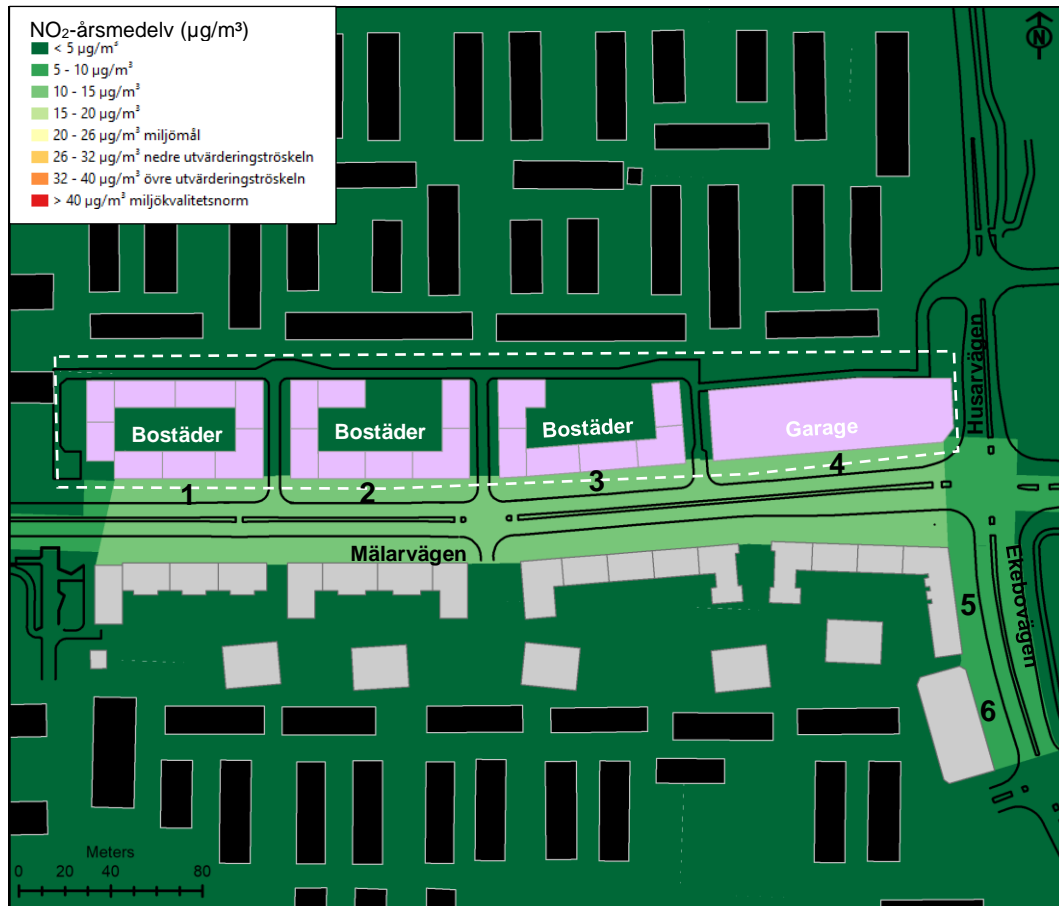 NO₂-årsmedelv (µg/m³)
< 5 µg/m³
5 - 10 µg/m³
10 - 15 µg/m³
15 - 20 µg/m³
20 - 26 µg/m³ miljömål
26 - 32 µg/m³ nedre utvärderingströskeln
32 - 40 µg/m³ övre utvärderingströskeln
> 40 µg/m³ miljökvalitetsnorm
N
Husarvägen
Bostäder
Bostäder
Bostäder
Garage
1
2
3
4
Mälarvägen
5
Ekebovägen
6
Meters
0 20 40 80